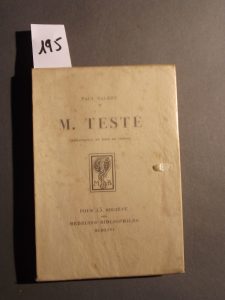 195
PAUL VALÉRY
M. TESTE
POUR LA SOCIÉTÉ
DES
MÉDECINS BIBLIOPHILES